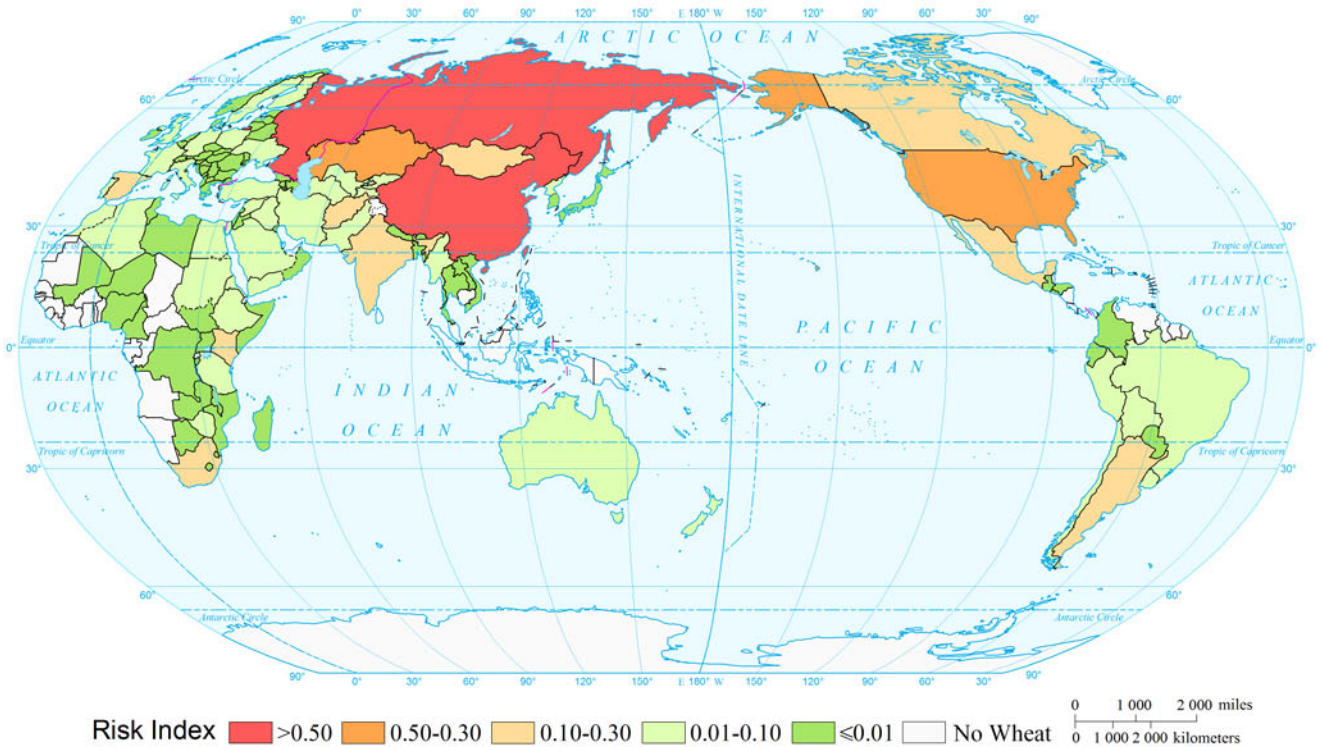 0° 30° 60° 90° 120° 150° E 180° W 150° 120° 90° 60° 30° 0°
ARCTIC OCEAN
Arctic Circle
Arctic Circle
60°
60°
INTERNATIONAL DATE LINE
30°
30°
Tropic of Cancer
Tropic of Cancer
ATLANTIC
OCEAN
PACIFIC
OCEAN
Equator
Equator
0°
0°
ATLANTIC
OCEAN
INDIAN
OCEAN
Tropic of Capricorn
Tropic of Capricorn
30°
30°
60°
60°
Antarctic Circle
Antarctic Circle
90°
90°
0° 30° 60° 90° 120° 150° E 180° W 150° 120° 90° 60° 30° 0°
Risk Index >0.50 0.50-0.30 0.10-0.30 0.01-0.10 ≤0.01 No Wheat
0 1 000 2 000 miles
0 1 000 2 000 kilometers